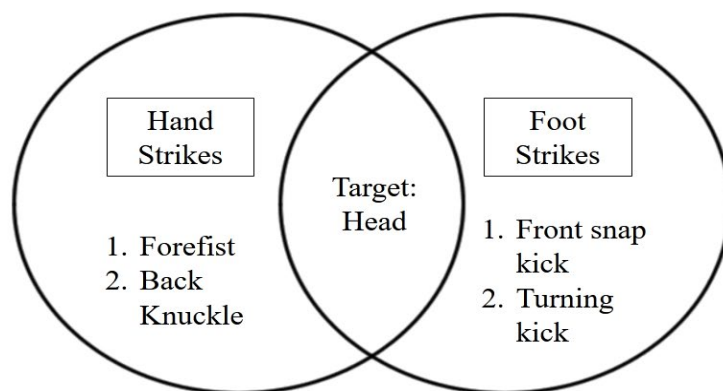 Hand
Strikes
1. Forefist
2. Back
Knuckle
Target:
Head
Foot
Strikes
1. Front snap
kick
2. Turning
kick